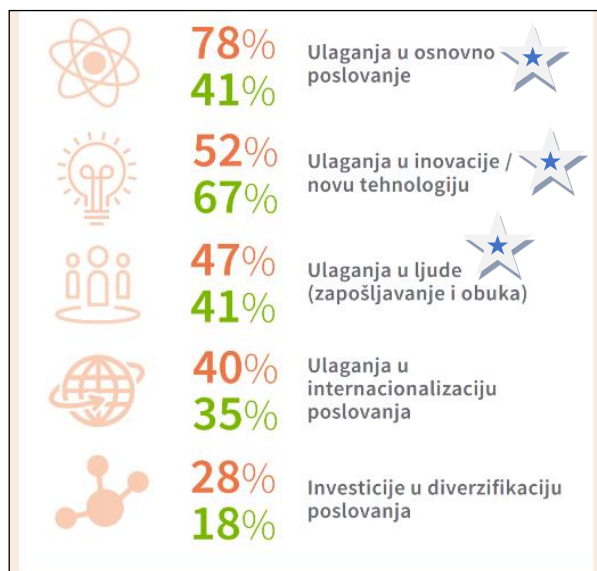 78%
41%
Ulaganja u osnovno
poslovanje
52%
67%
Ulaganja u inovacije /
novu tehnologiju
47%
41%
Ulaganja u ljude
(zapošljavanje i obuka)
40%
35%
Ulaganja u
internacionalizaciju
poslovanja
28%
18%
Investicije u diverzifikaciju
poslovanja